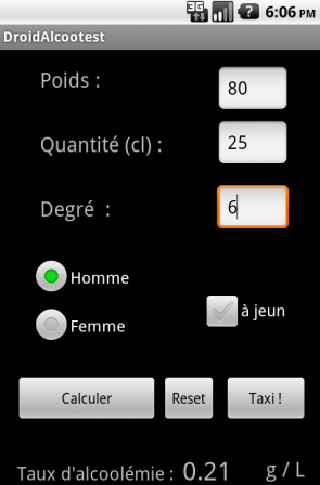 6:06 PM
DroidAlcootest
Poids : 80
Quantité (cl) : 25
Degré : 6
Homme
Femme
à jeun
Calculer Reset Taxi !
Taux d'alcoolémie : 0.21 g / L